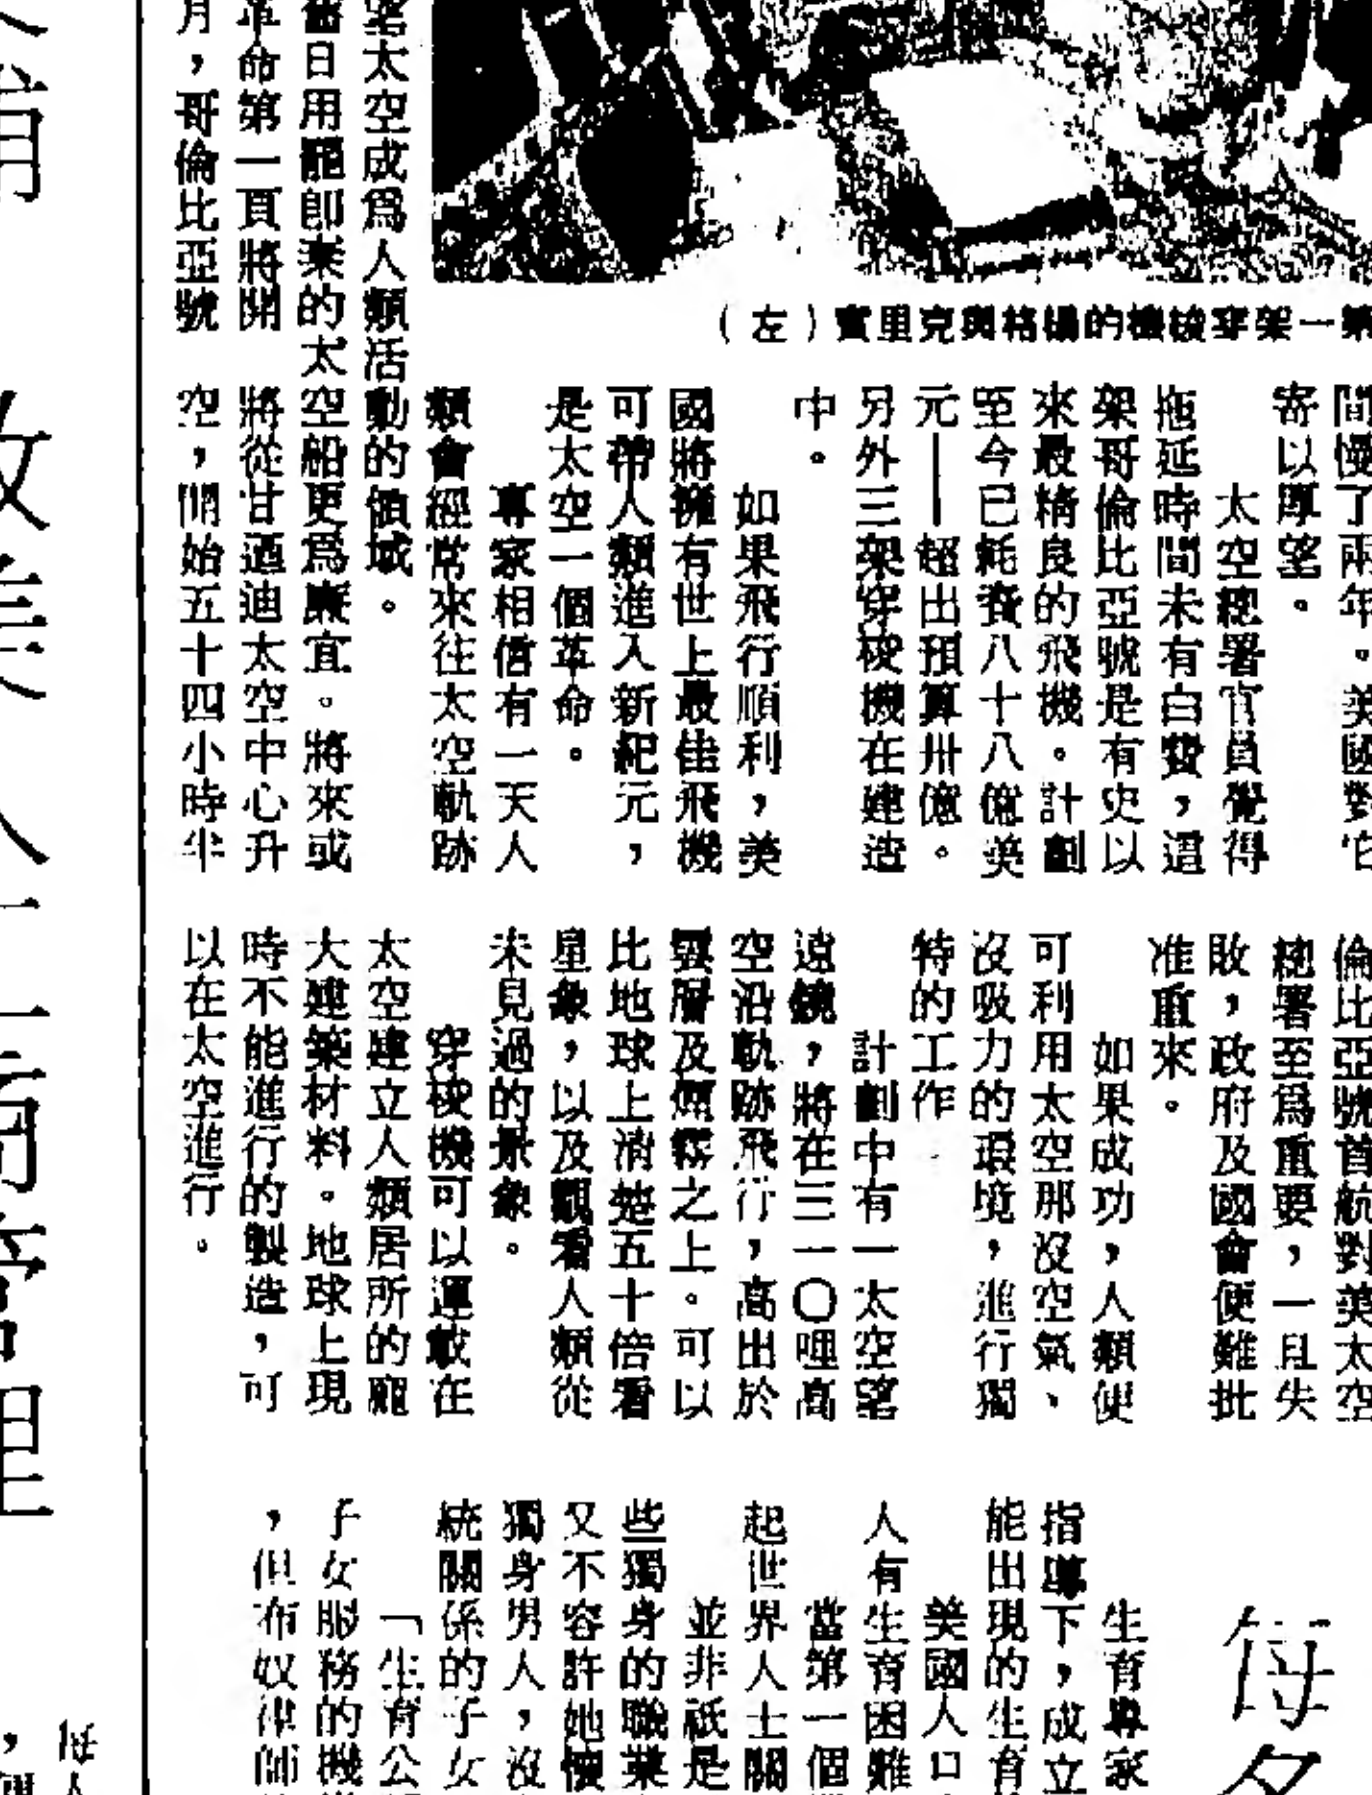 第一架穿梭機的楊格與克里賓（左）
間慢了兩年。美國對它
寄以厚望。
太空總署官員覺得
拖延時間未有白費，這
架哥倫比亞號是有史以
來最精良的飛機。計劃
至今已耗資八十八億美
元——超出預算卅億。
另外三架穿梭機在建造
中。
如果飛行順利，美
國將擁有世上最佳飛機
可帶人類進入新紀元，
是太空一個革命。
專家相信有一天人
類會經常來往太空軌跡
望太空成爲人類活動的領域。
舊日用罷即棄的太空船更爲廉宜。將來或
革命第一頁將開
將從甘迺迪太空中心升
月，哥倫比亞號
空，開始五十四小時半
倫比亞號首航對美太空
總署至爲重要，一旦失
敗，政府及國會便難批
准重來。
如果成功，人類便
可利用太空那沒空氣、
沒吸力的環境，進行獨
特的工作
計劃中有一太空望
遠鏡，將在三一〇哩高
空沿軌跡飛行，高出於
雲層及煙霧之上。可以
比地球上清楚五十倍看
星象，以及觀看人類從
未見過的景象。
穿梭機可以運載在
太空建立人類居所的龐
大建築材料。地球上現
時不能進行的製造，可
以在太空進行。
每
生育專家
指導下，成立
能出現的生育
美國人口
人有生育困難
當第一個
起世界人士關
並非祇是
些獨身的職業
又不容許她懷
獨身男人，沒
統關係的子女
「生育公
子女服務的機
，但布奴律師